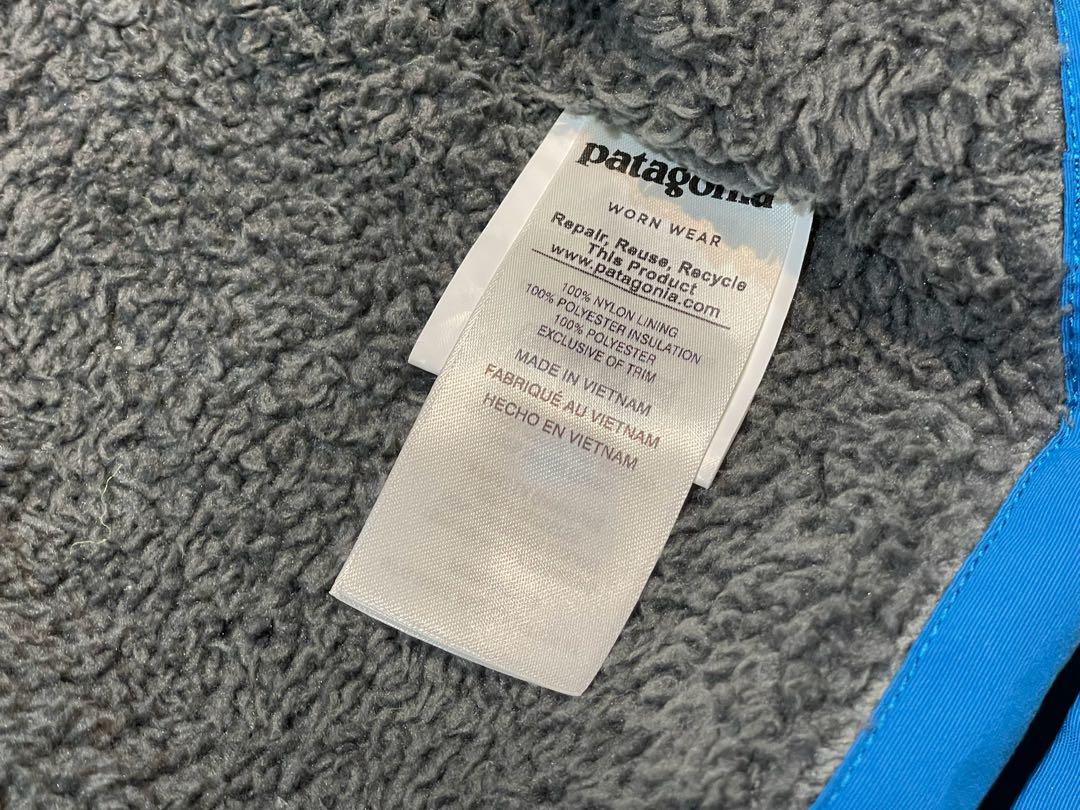 patagonia
WORN WEAR
Repair, Reuse, Recycle
This Product
www.patagonia.com
100% NYLON LINING
100% POLYESTER INSULATION
100% POLYESTER
EXCLUSIVE OF TRIM
MADE IN VIETNAM
FABRIQUÉ AU VIETNAM
HECHO EN VIETNAM